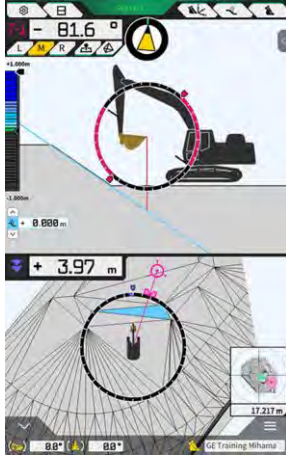 - 81.6 °
L M R
+1.000m
-1.000m
+ 0.000 m
+ 3.97 m
17.217 m
0.0° 0.0°
GE Training Mihama